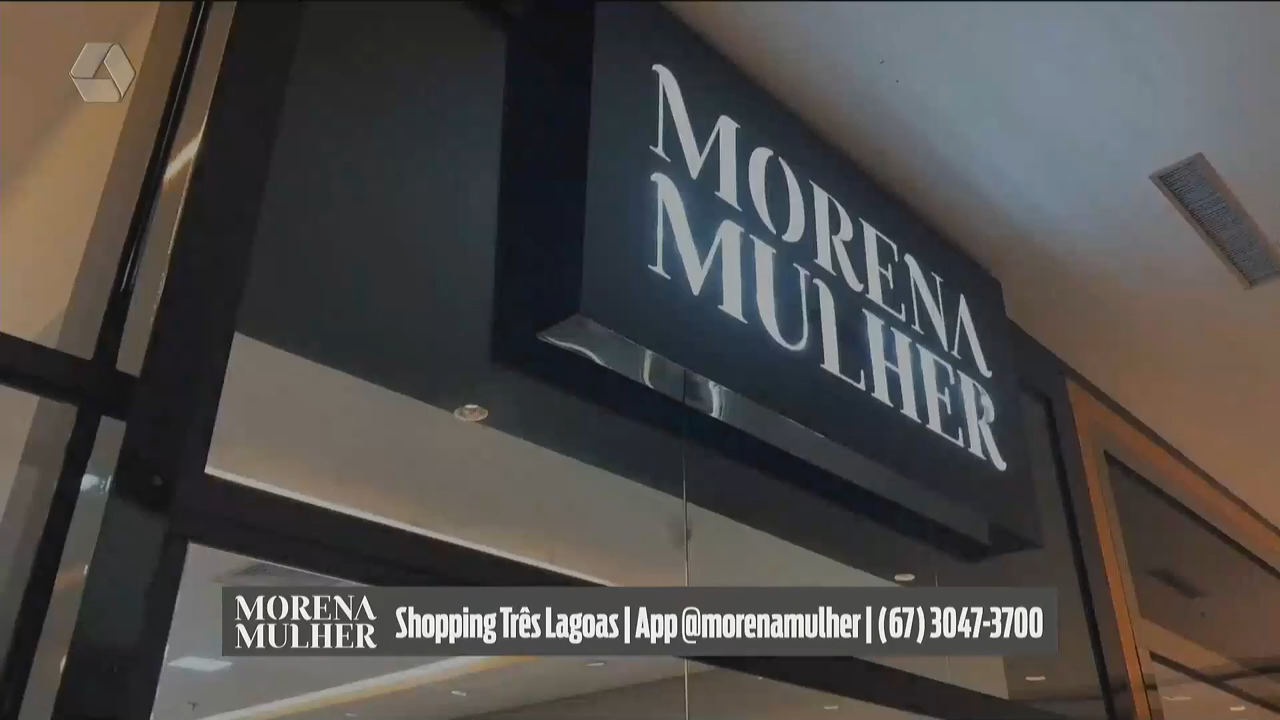 MORENA
MULHER
MORENA
MULHER
Shopping Três Lagoas | App @morenamulher | (67) 3047-3700